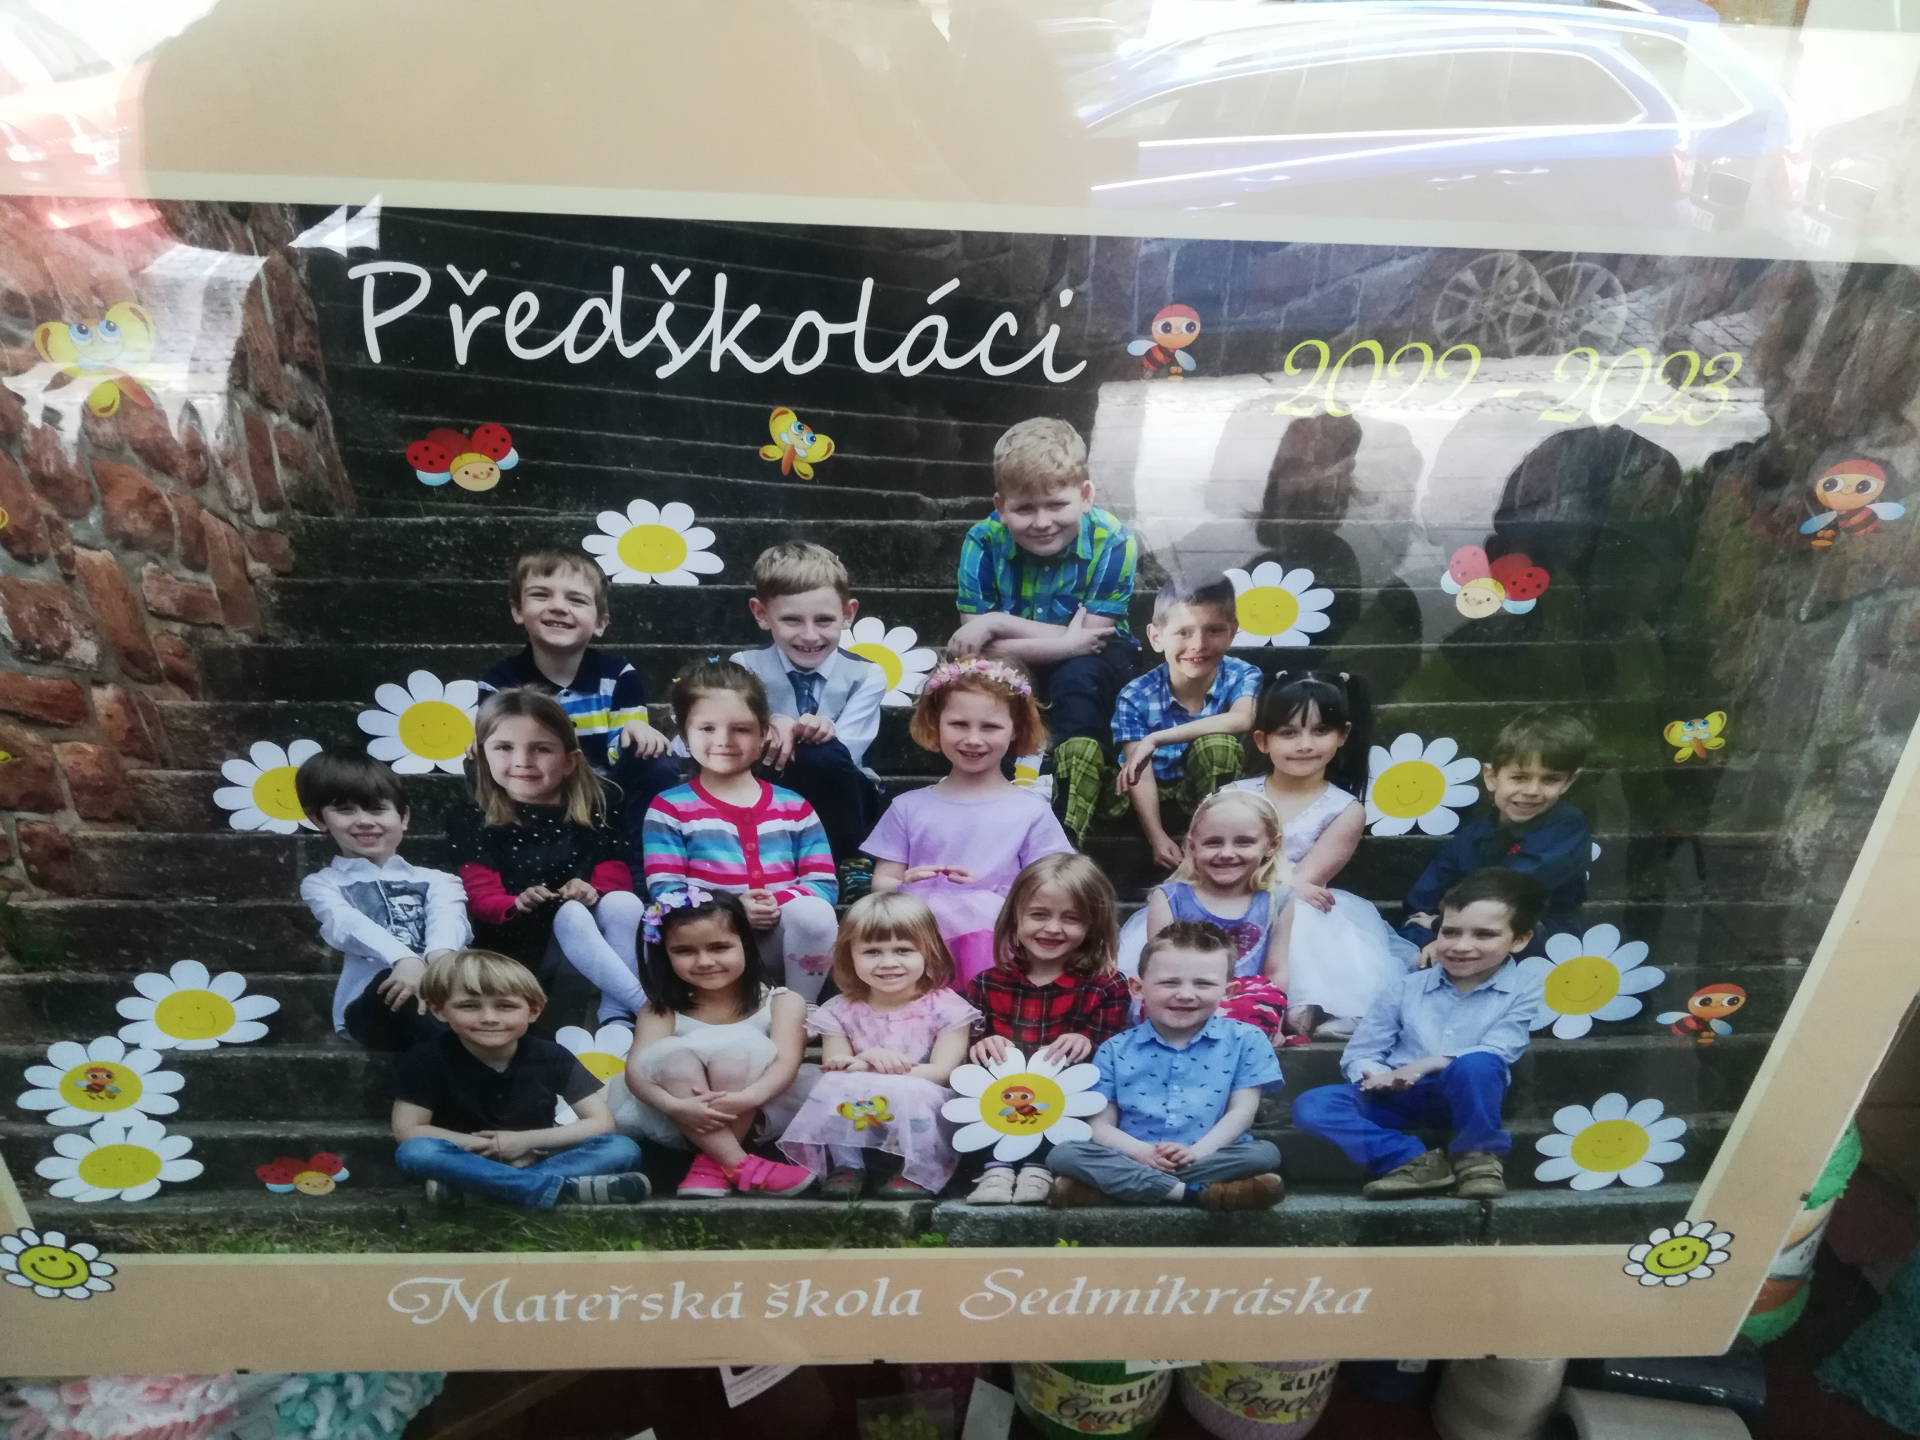 Předškoláci
2022 - 2023
Mateřská škola Sedmikráska